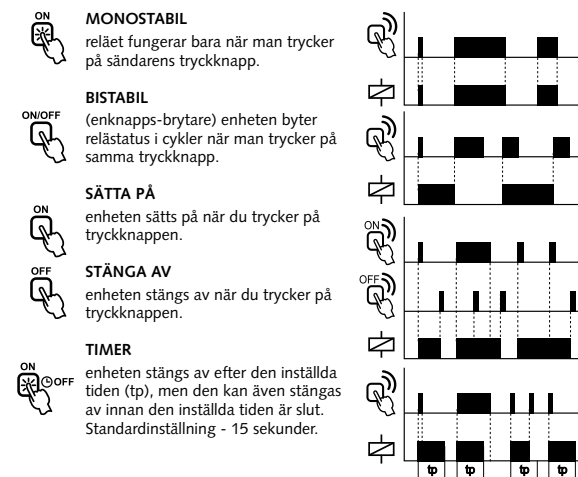 ON
MONOSTABIL
reläet fungerar bara när man trycker
på sändarens tryckknapp.
ON/OFF
BISTABIL
(enknapps-brytare) enheten byter
relästatus i cykler när man trycker på
samma tryckknapp.
ON
SÄTTA PÅ
enheten sätts på när du trycker på
tryckknappen.
OFF
STÄNGA AV
enheten stängs av när du trycker på
tryckknappen.
ON
OFF
TIMER
enheten stängs av efter den inställda
tiden (tp), men den kan även stängas
av innan den inställda tiden är slut.
Standardinställning - 15 sekunder.
ON
OFF
tp tp tp tp